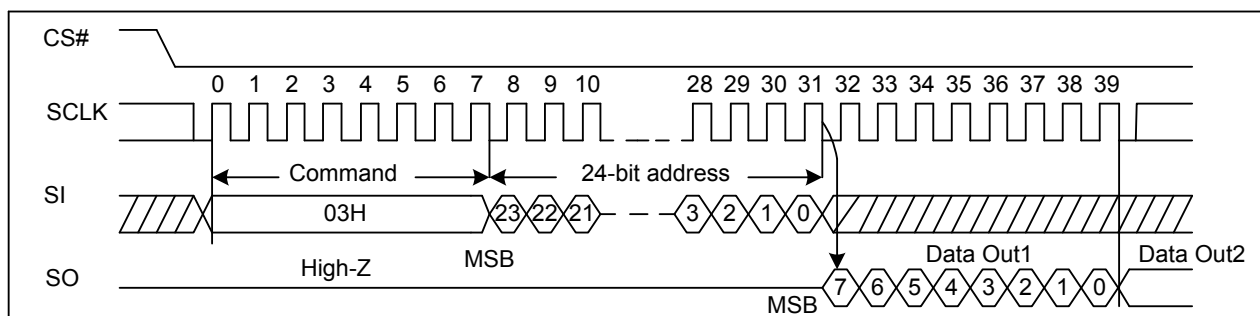 CS#
0 1 2 3 4 5 6 7 8 9 10 28 29 30 31 32 33 34 35 36 37 38 39
SCLK
Command 24-bit address
SI
03H 23 22 21 3 2 1 0
High-Z MSB Data Out1 Data Out2
SO
MSB 7 6 5 4 3 2 1 0